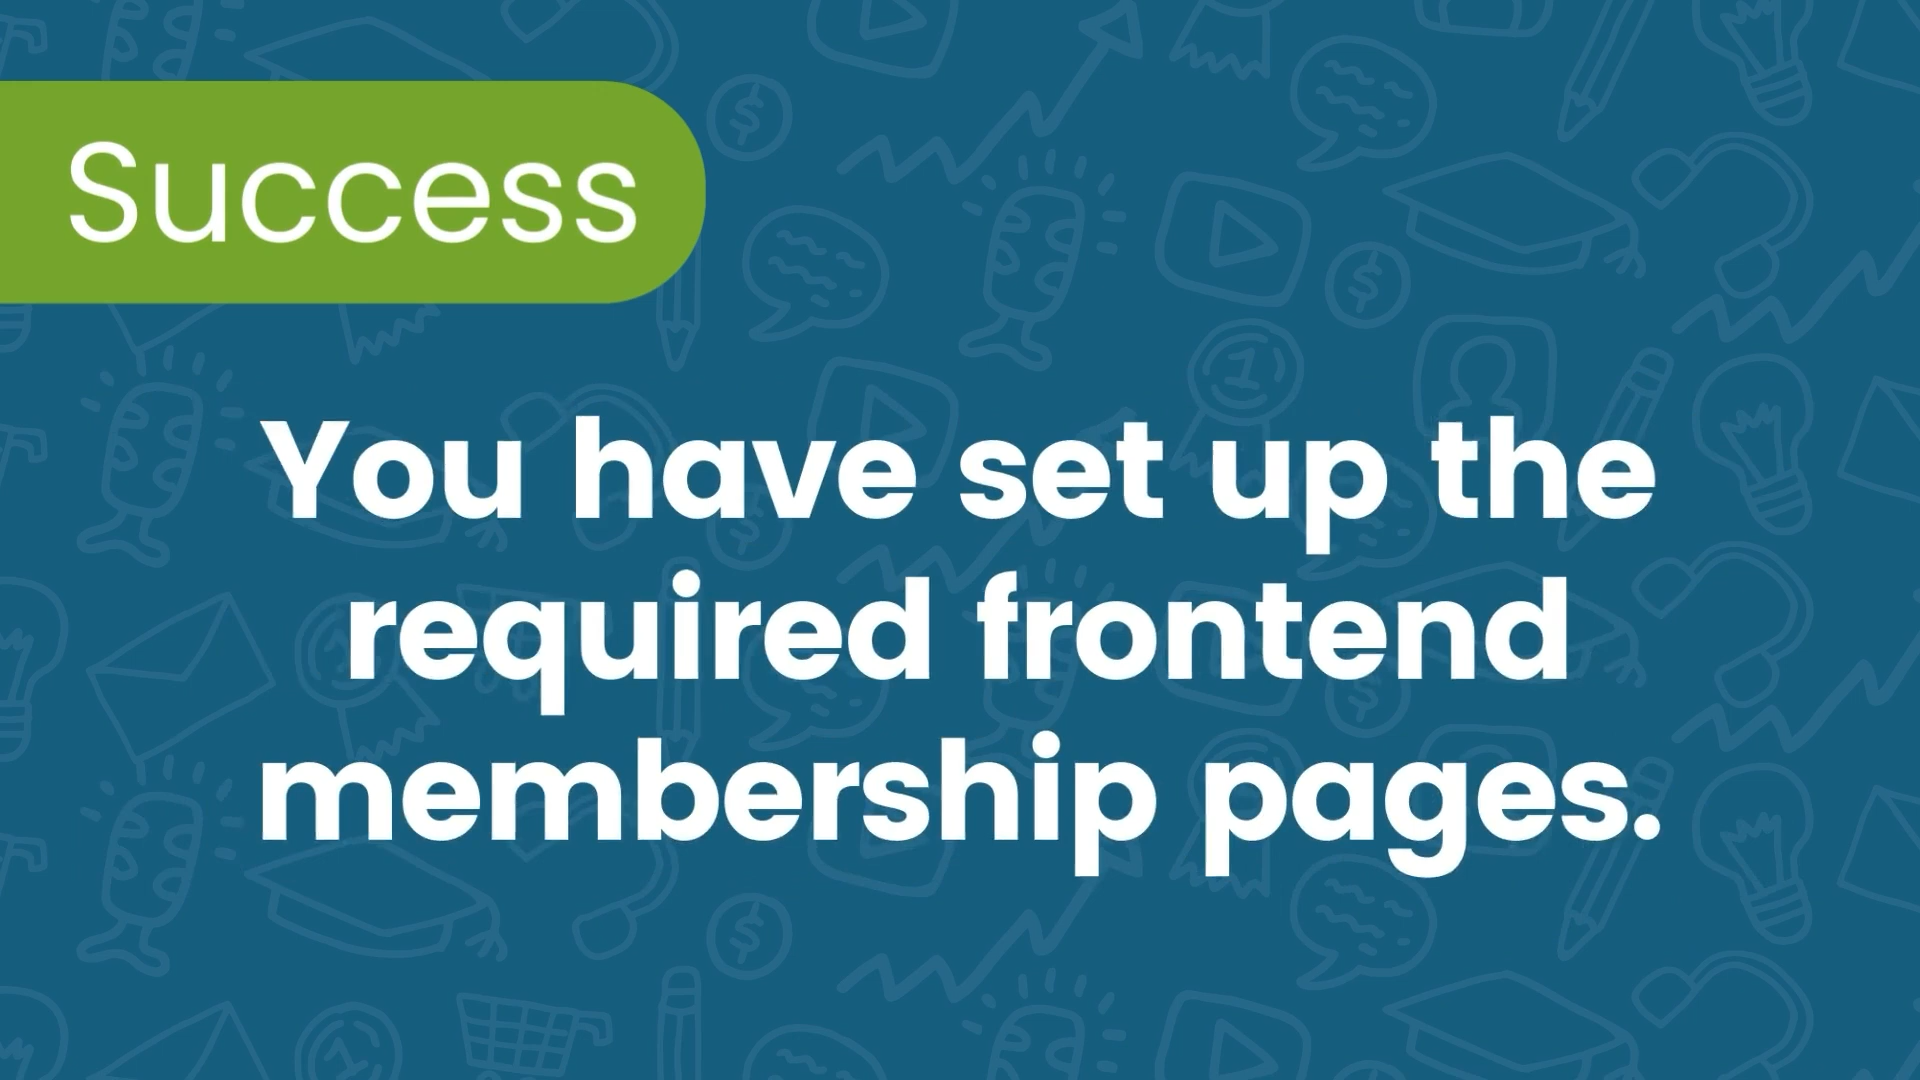 Success
You have set up the
required frontend
membership pages.